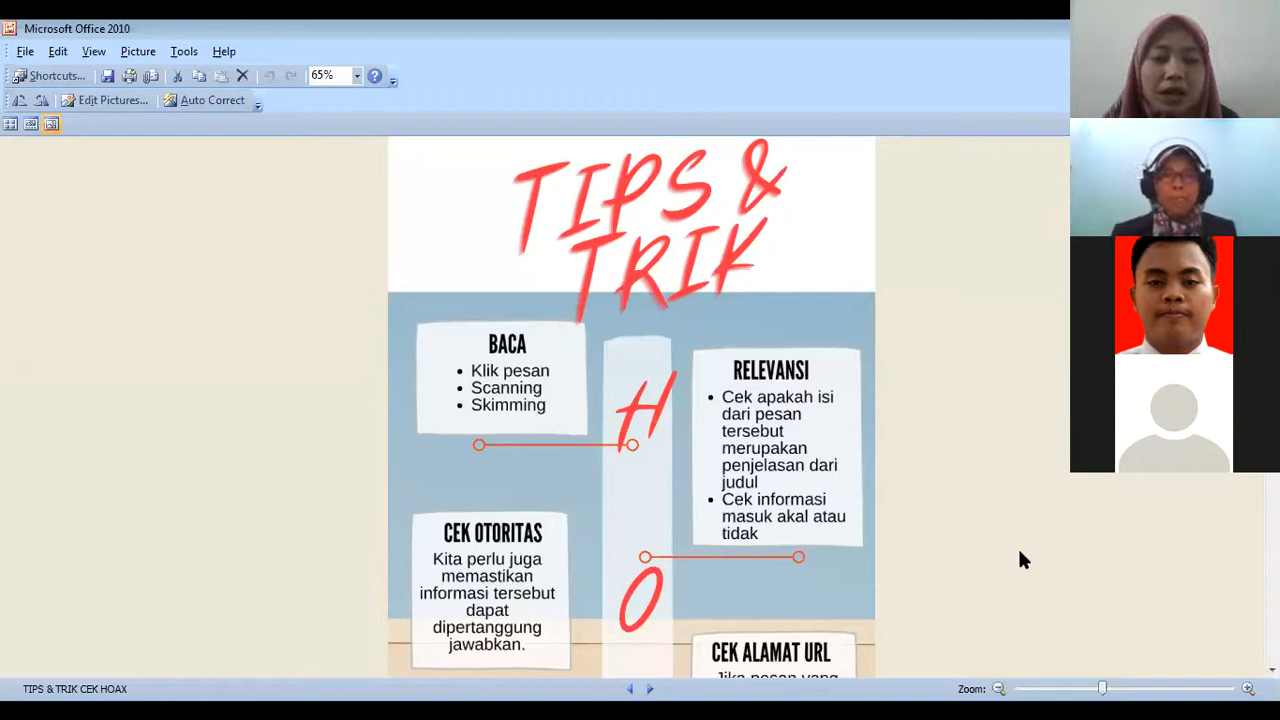 Microsoft Office 2010
File Edit View Picture Tools Help
Shortcuts... 65%
Edit Pictures... Auto Correct
TIPS &
TRIK
BACA
• Klik pesan
• Scanning
• Skimming
H
RELEVANSI
• Cek apakah isi
dari pesan
tersebut
merupakan
penjelasan dari
judul
• Cek informasi
masuk akal atau
tidak
CEK OTORITAS
Kita perlu juga
memastikan
informasi tersebut
dapat
dipertanggung
jawabkan.
O
CEK ALAMAT URL
Jika pesan yang
TIPS & TRIK CEK HOAX
Zoom: